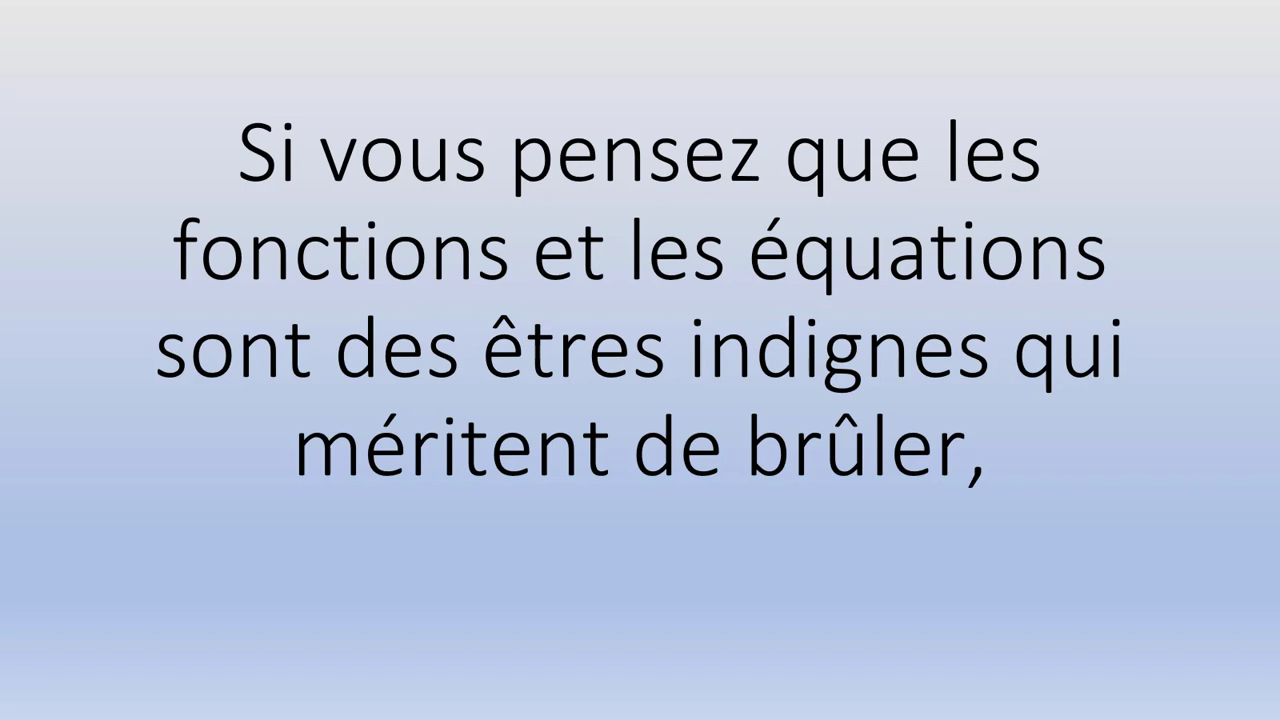 Si vous pensez que les
fonctions et les équations
sont des êtres indignes qui
méritent de brûler,